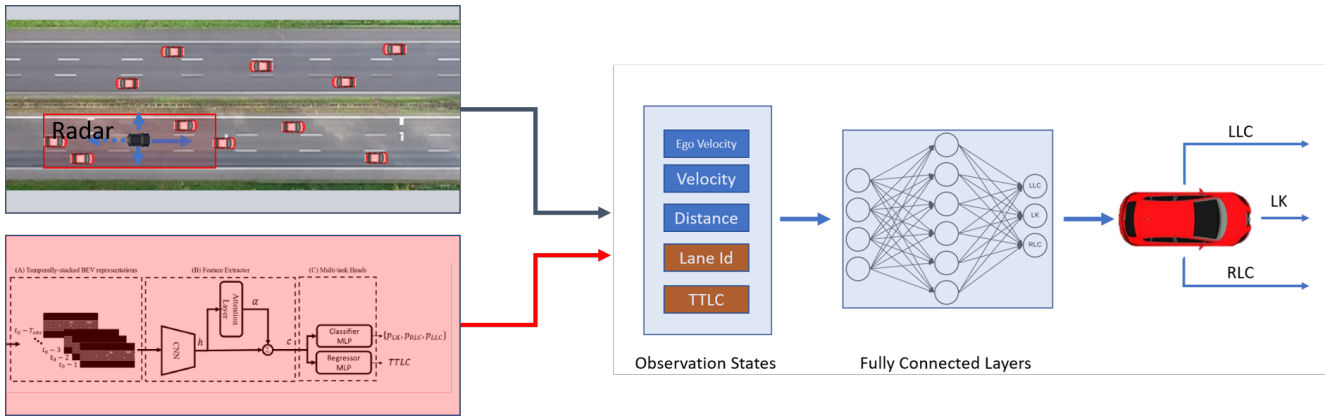 Radar
(A) Temporally-stacked BEV representations
(B) Feature Extractor
(C) Multi-task Heads
t₀ − Tₒbₛ
t₀ − 3
t₀ − 2
t₀ − 1
CNN
h
Attention
Layer
α
c
Classifier
MLP
{p_LK, p_RLC, p_LLC}
Regressor
MLP
TTLC
Ego Velocity
Velocity
Distance
Lane Id
TTLC
Observation States
LLC
LK
RLC
Fully Connected Layers
LLC
LK
RLC